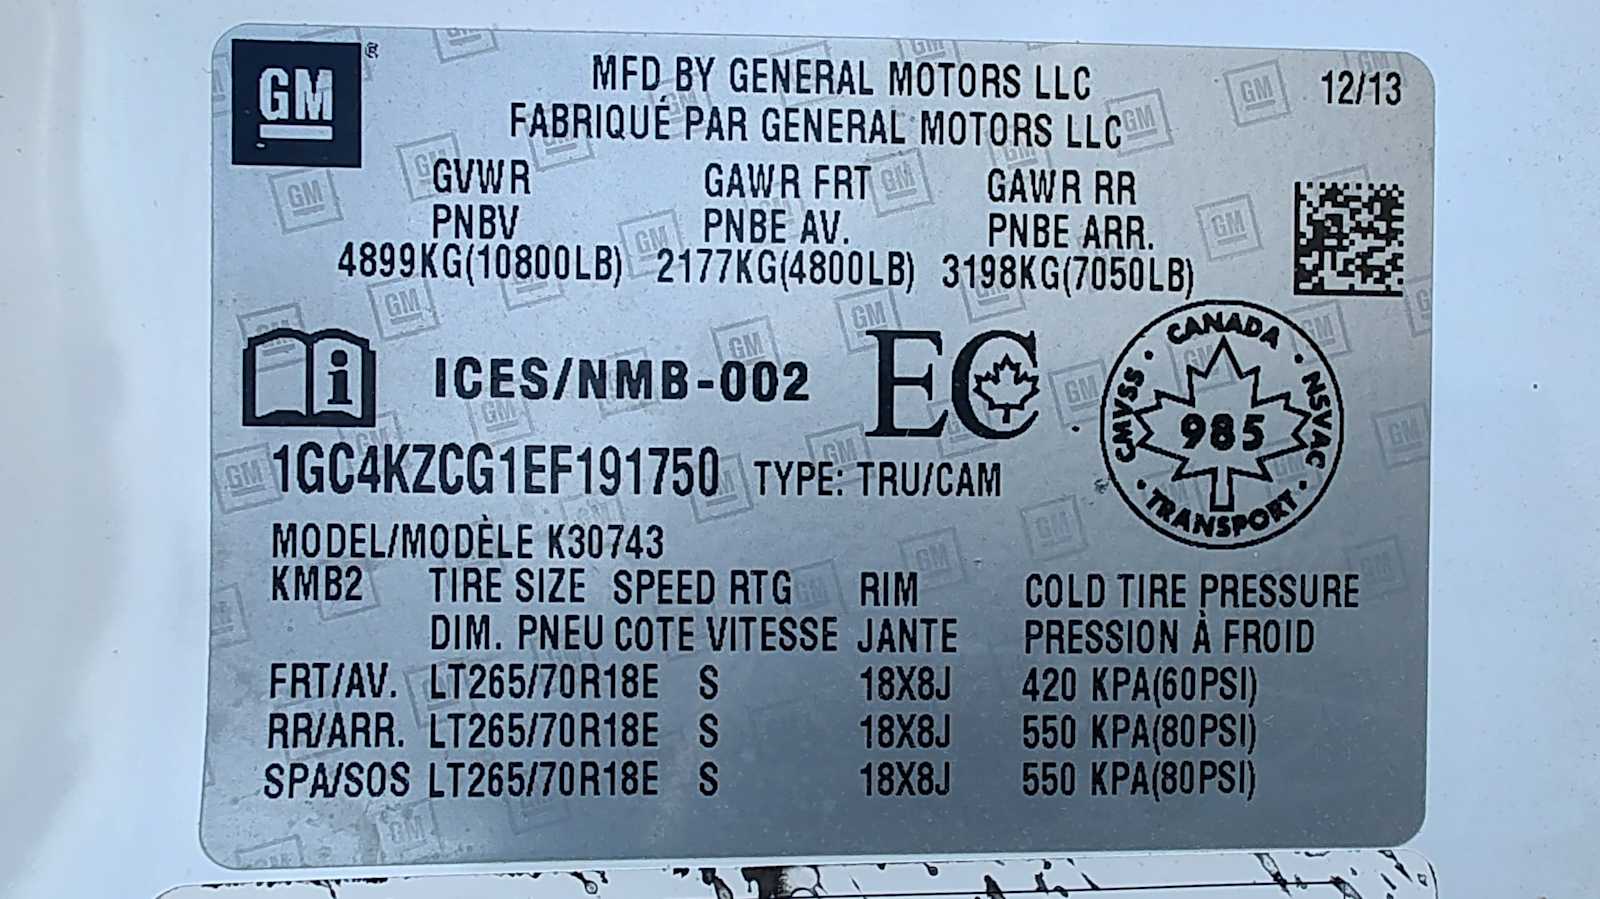 GM ®
MFD BY GENERAL MOTORS LLC 12/13
FABRIQUÉ PAR GENERAL MOTORS LLC
GVWR GAWR FRT GAWR RR
PNBV PNBE AV. PNBE ARR.
4899KG(10800LB) 2177KG(4800LB) 3198KG(7050LB)
i ICES/NMB-002 EC
CANADA
CMVSS 985 NSVAC
TRANSPORT
1GC4KZCG1EF191750 TYPE: TRU/CAM
MODEL/MODÈLE K30743
KMB2 TIRE SIZE SPEED RTG RIM COLD TIRE PRESSURE
DIM. PNEU COTE VITESSE JANTE PRESSION À FROID
FRT/AV. LT265/70R18E S 18X8J 420 KPA(60PSI)
RR/ARR. LT265/70R18E S 18X8J 550 KPA(80PSI)
SPA/SOS LT265/70R18E S 18X8J 550 KPA(80PSI)